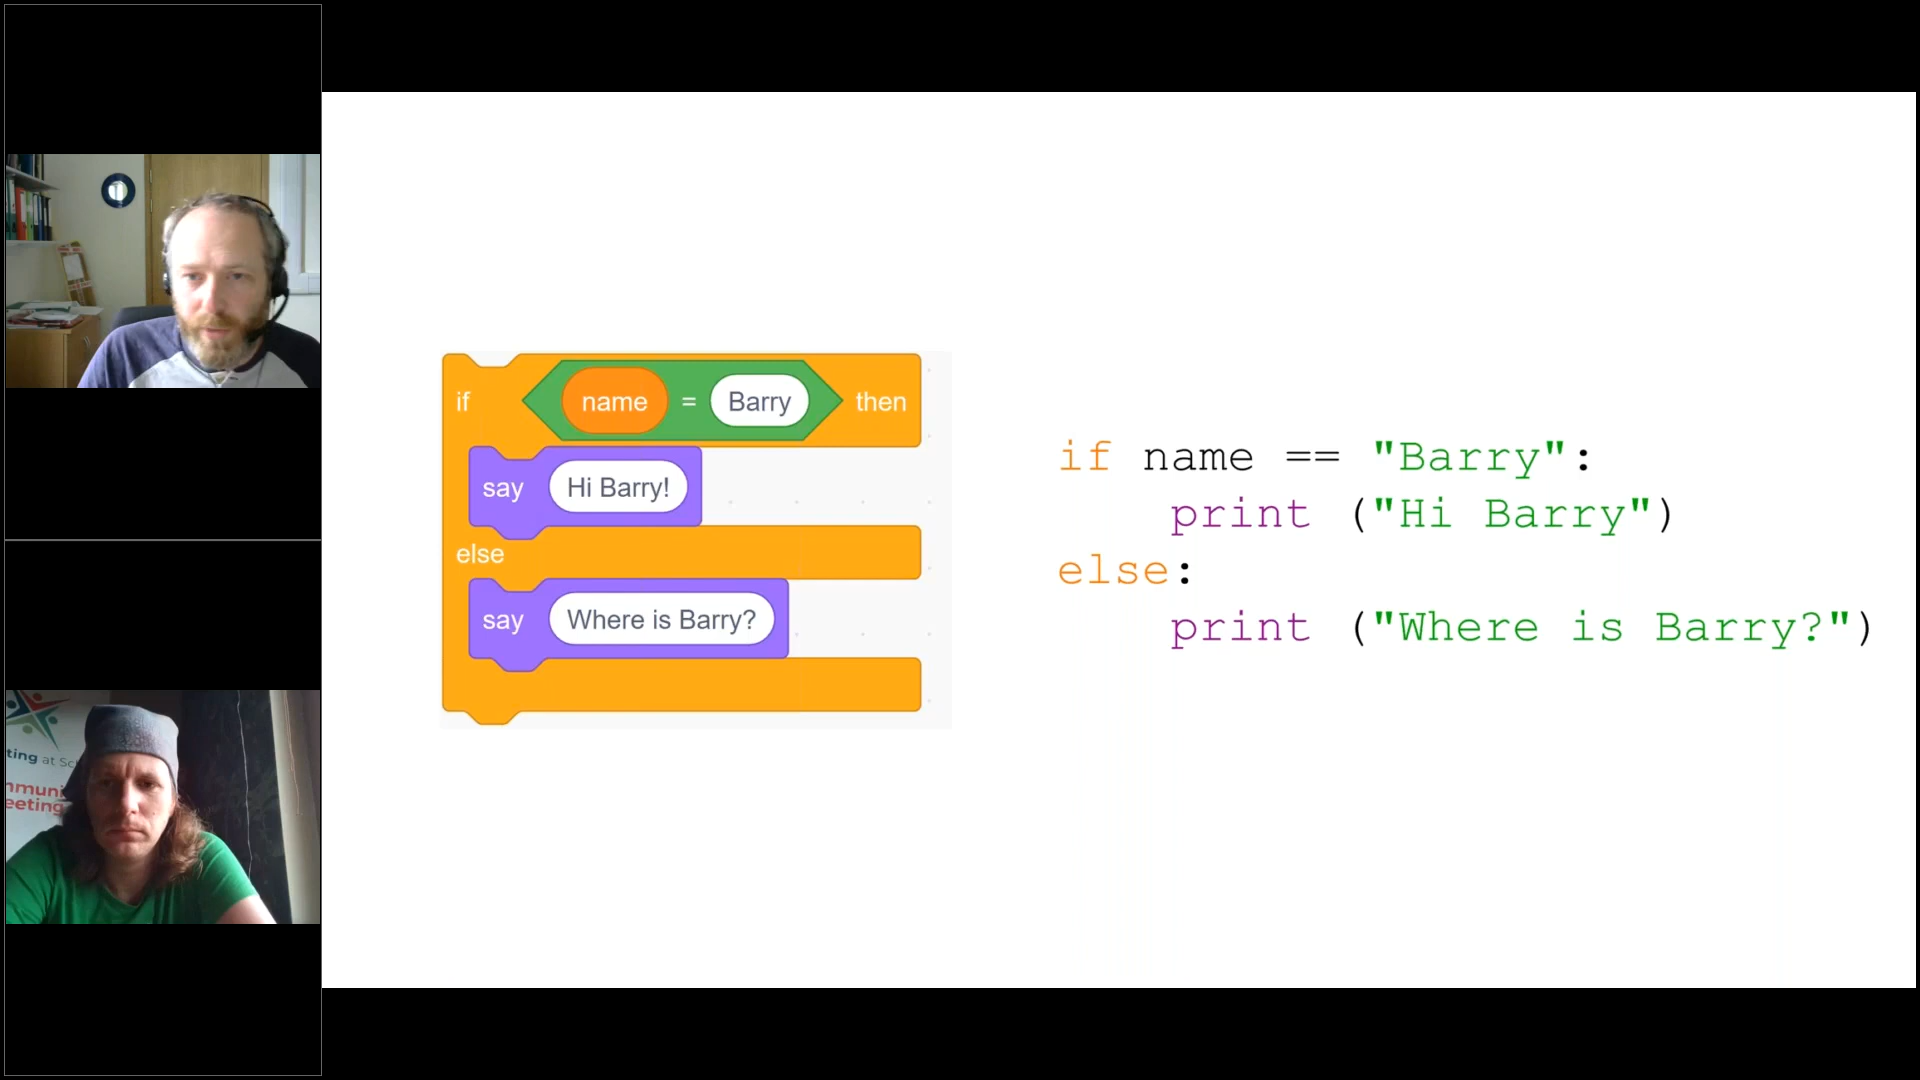 if name = Barry then
say Hi Barry!
else
say Where is Barry?
if name == "Barry":
print ("Hi Barry")
else:
print ("Where is Barry?")
ting at Sc
mmuni
eeting